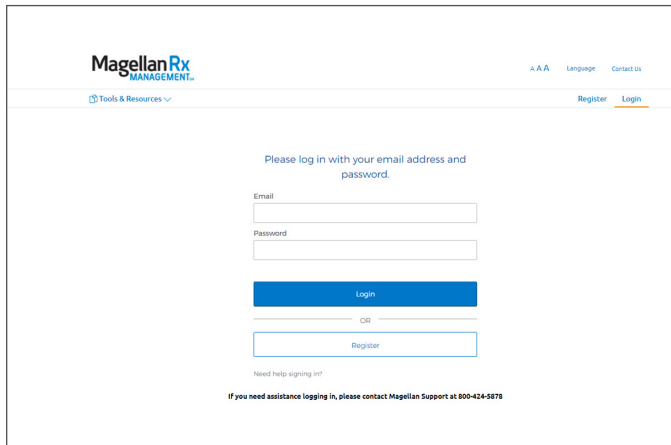 Magellan Rx
MANAGEMENT
A A A Language Contact Us
Tools & Resources
Register Login
Please log in with your email address and
password.
Email
Password
Login
OR
Register
Need help signing in?
If you need assistance logging in, please contact Magellan Support at 800-424-5878